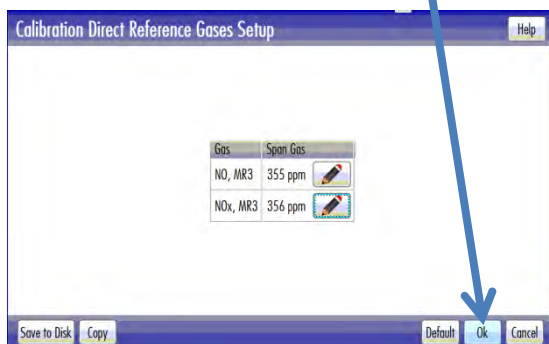 Calibration Direct Reference Gases Setup Help
Gas Span Gas
NO, MR3 355 ppm
NOx, MR3 356 ppm
Save to Disk Copy Default Ok Cancel